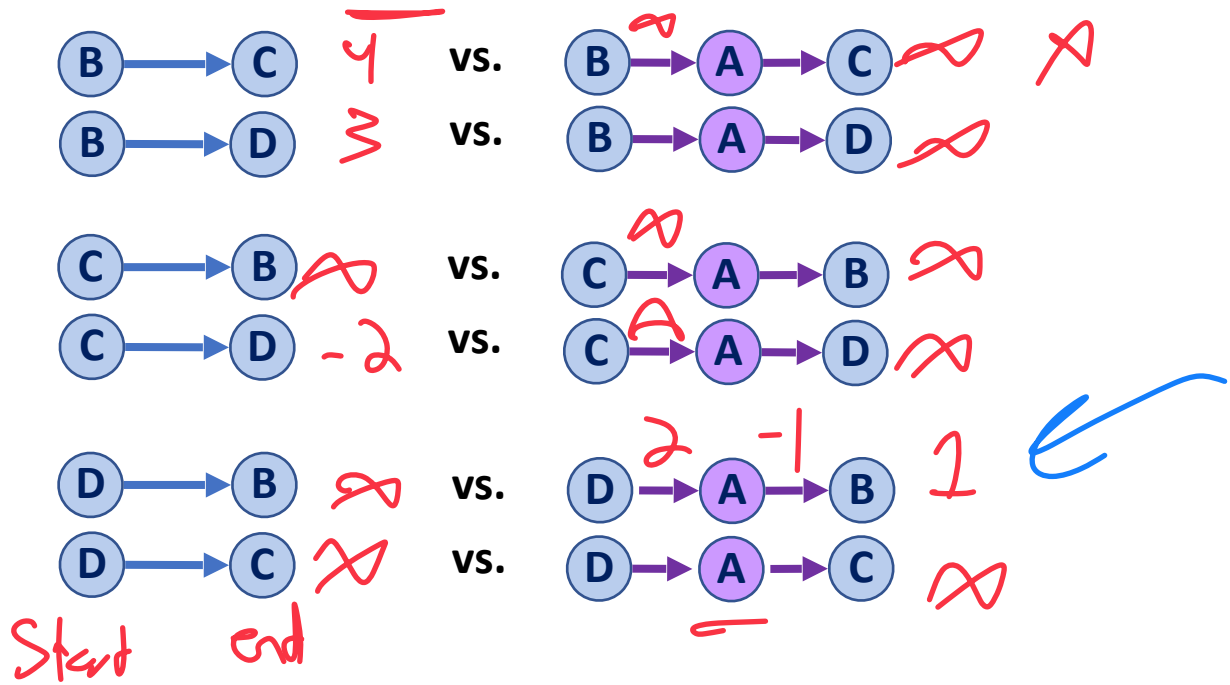 B C 4 vs. B ∞ A C ∞ ∞
B D 3 vs. B A D ∞
C B ∞ vs. C ∞ A B ∞
C D -2 vs. C ∞ A D ∞
D B ∞ vs. D 2 A -1 B 1
D C ∞ vs. D A C ∞
Start end